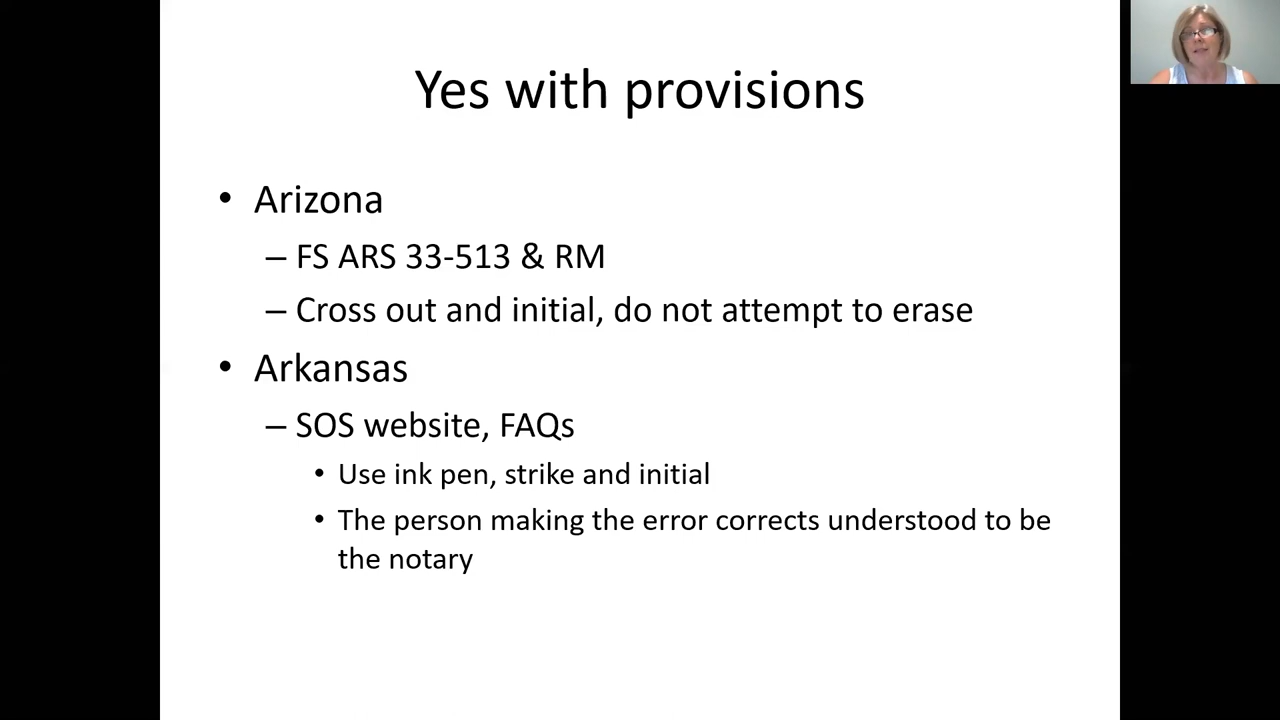 Yes with provisions
• Arizona
– FS ARS 33-513 & RM
– Cross out and initial, do not attempt to erase
• Arkansas
– SOS website, FAQs
• Use ink pen, strike and initial
• The person making the error corrects understood to be
the notary